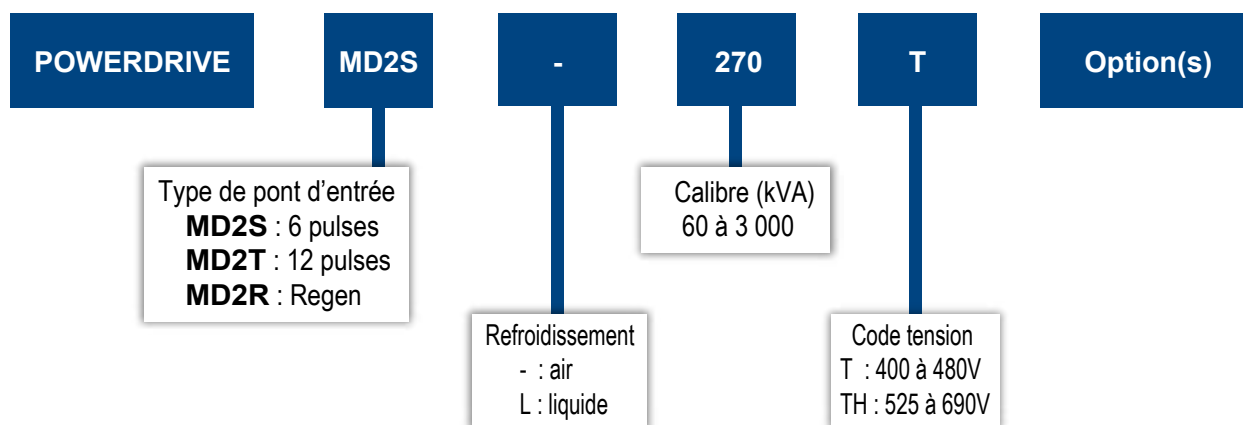 POWERDRIVE MD2S - 270 T Option(s)
Type de pont d’entrée
MD2S : 6 pulses
MD2T : 12 pulses
MD2R : Regen
Calibre (kVA)
60 à 3 000
Refroidissement
- : air
L : liquide
Code tension
T : 400 à 480V
TH : 525 à 690V